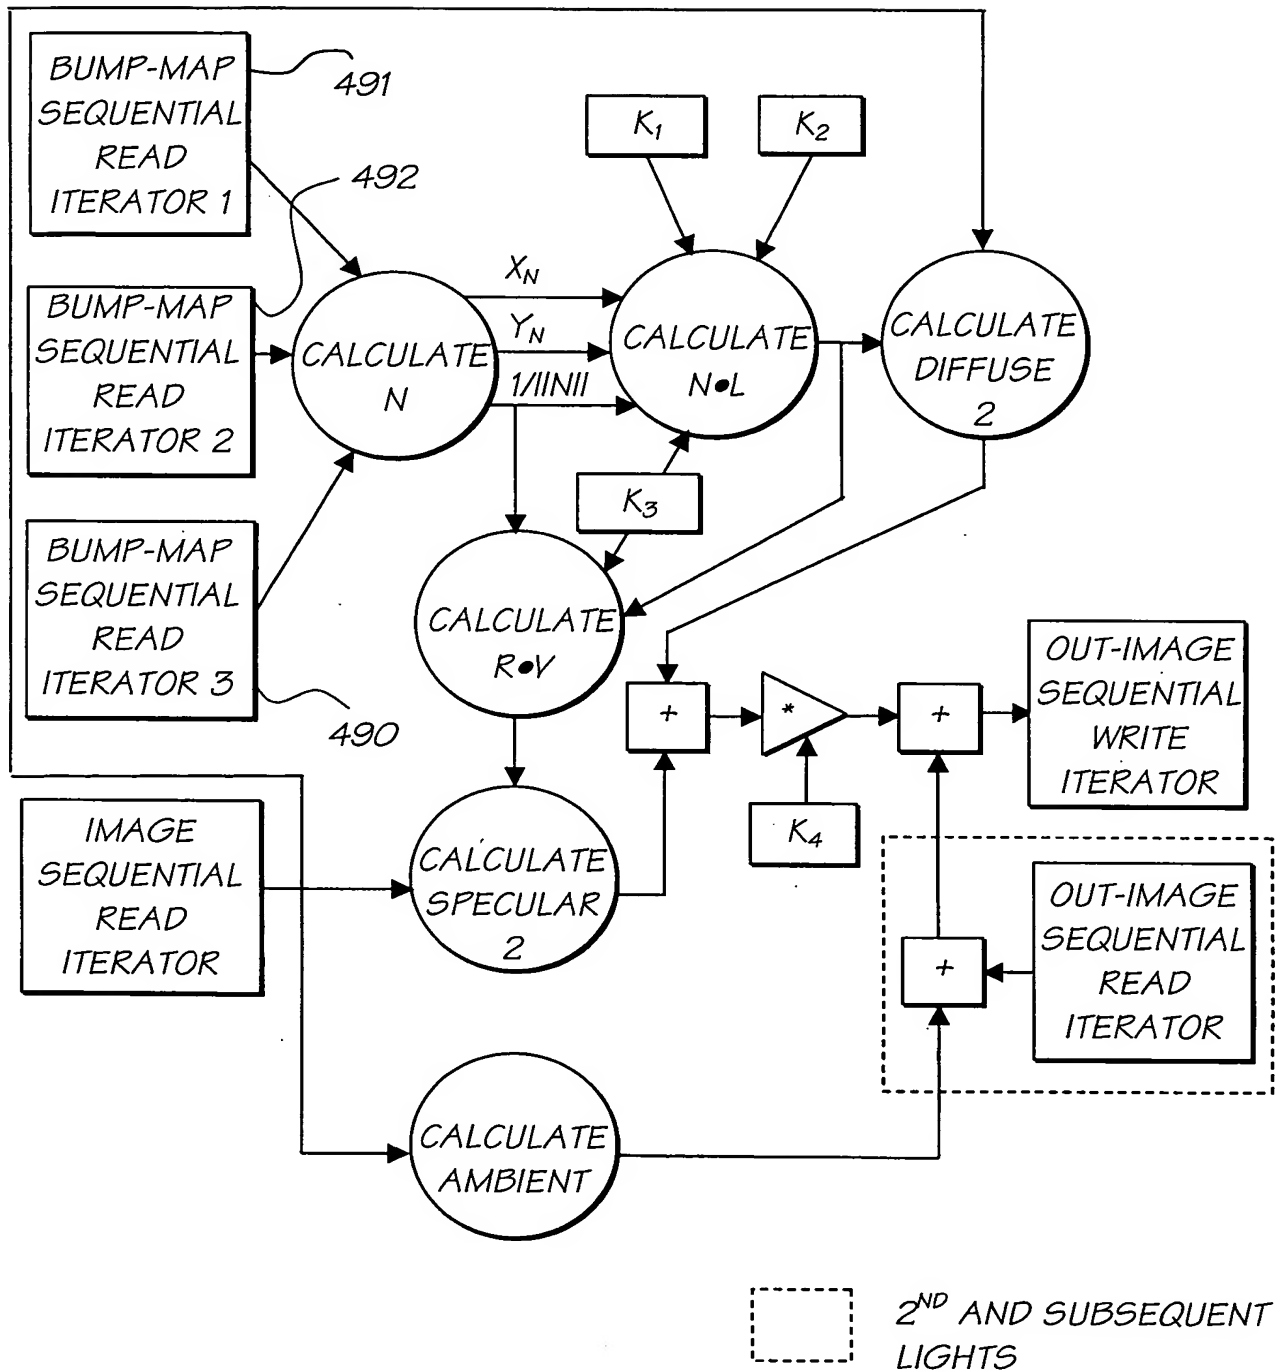 BUMP-MAP
SEQUENTIAL
READ
ITERATOR 1
491
K1
K2
492
BUMP-MAP
SEQUENTIAL
READ
ITERATOR 2
CALCULATE
N
XN
YN
1/IINII
CALCULATE
N●L
CALCULATE
DIFFUSE
2
K3
BUMP-MAP
SEQUENTIAL
READ
ITERATOR 3
490
CALCULATE
R●V
+
*
+
OUT-IMAGE
SEQUENTIAL
WRITE
ITERATOR
K4
IMAGE
SEQUENTIAL
READ
ITERATOR
CALCULATE
SPECULAR
2
+
OUT-IMAGE
SEQUENTIAL
READ
ITERATOR
CALCULATE
AMBIENT
2ND AND SUBSEQUENT
LIGHTS